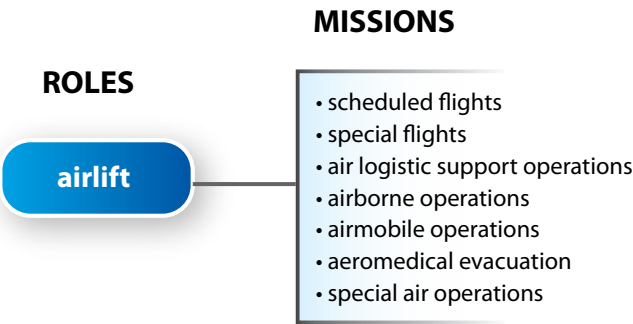 MISSIONS
ROLES
airlift
• scheduled flights
• special flights
• air logistic support operations
• airborne operations
• airmobile operations
• aeromedical evacuation
• special air operations